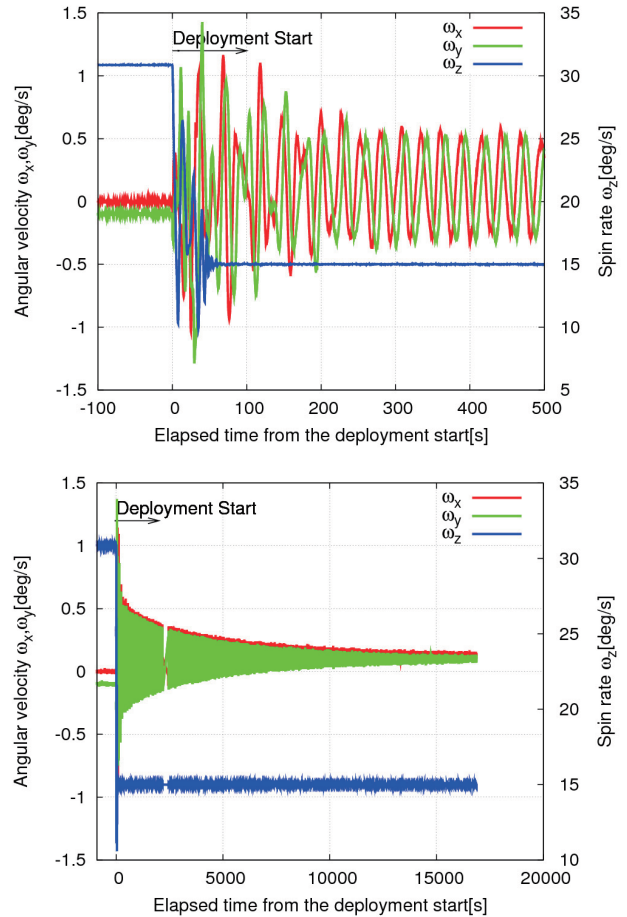 Angular velocity ωx,ωy[deg/s]
1.5
1
0.5
0
-0.5
-1
1.5
Deployment Start
ωx
ωy
ωz
35
30
25
20
15
10
5
Spin rate ωz[deg/s]
-100 0 100 200 300 400 500
Elapsed time from the deployment start[s]
Angular velocity ωx,ωy[deg/s]
1.5
1
0.5
0
-0.5
-1
-1.5
Deployment Start
ωx
ωy
ωz
35
30
25
20
15
10
Spin rate ωz[deg/s]
0 5000 10000 15000 20000
Elapsed time from the deployment start[s]